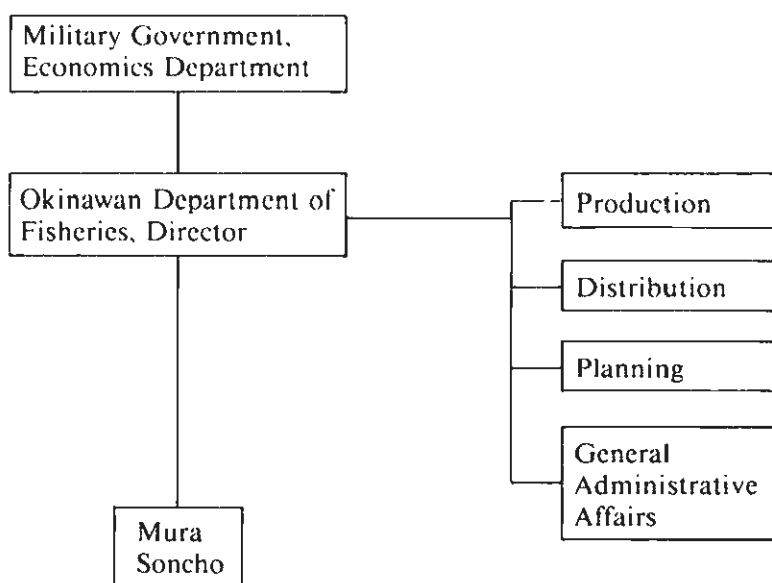 Military Government,
Economics Department
Okinawan Department of
Fisheries, Director
Production
Distribution
Planning
General
Administrative
Affairs
Mura
Soncho